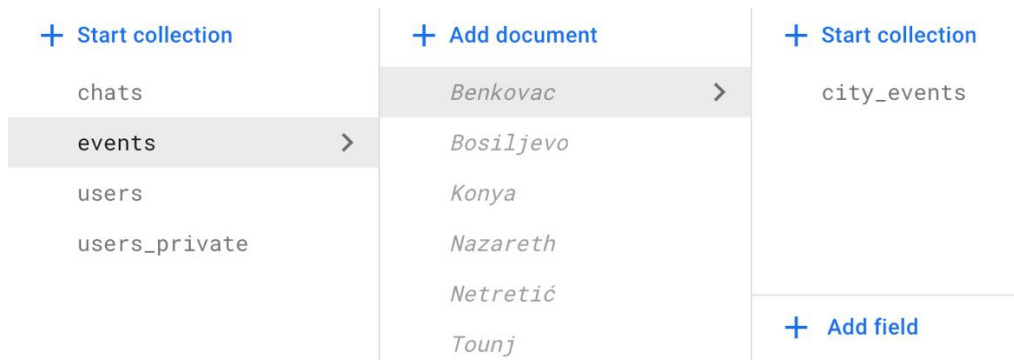 Start collection
chats
events
users
users_private
Add document
Benkovac
Bosiljevo
Konya
Nazareth
Netretić
Tounj
Start collection
city_events
Add field